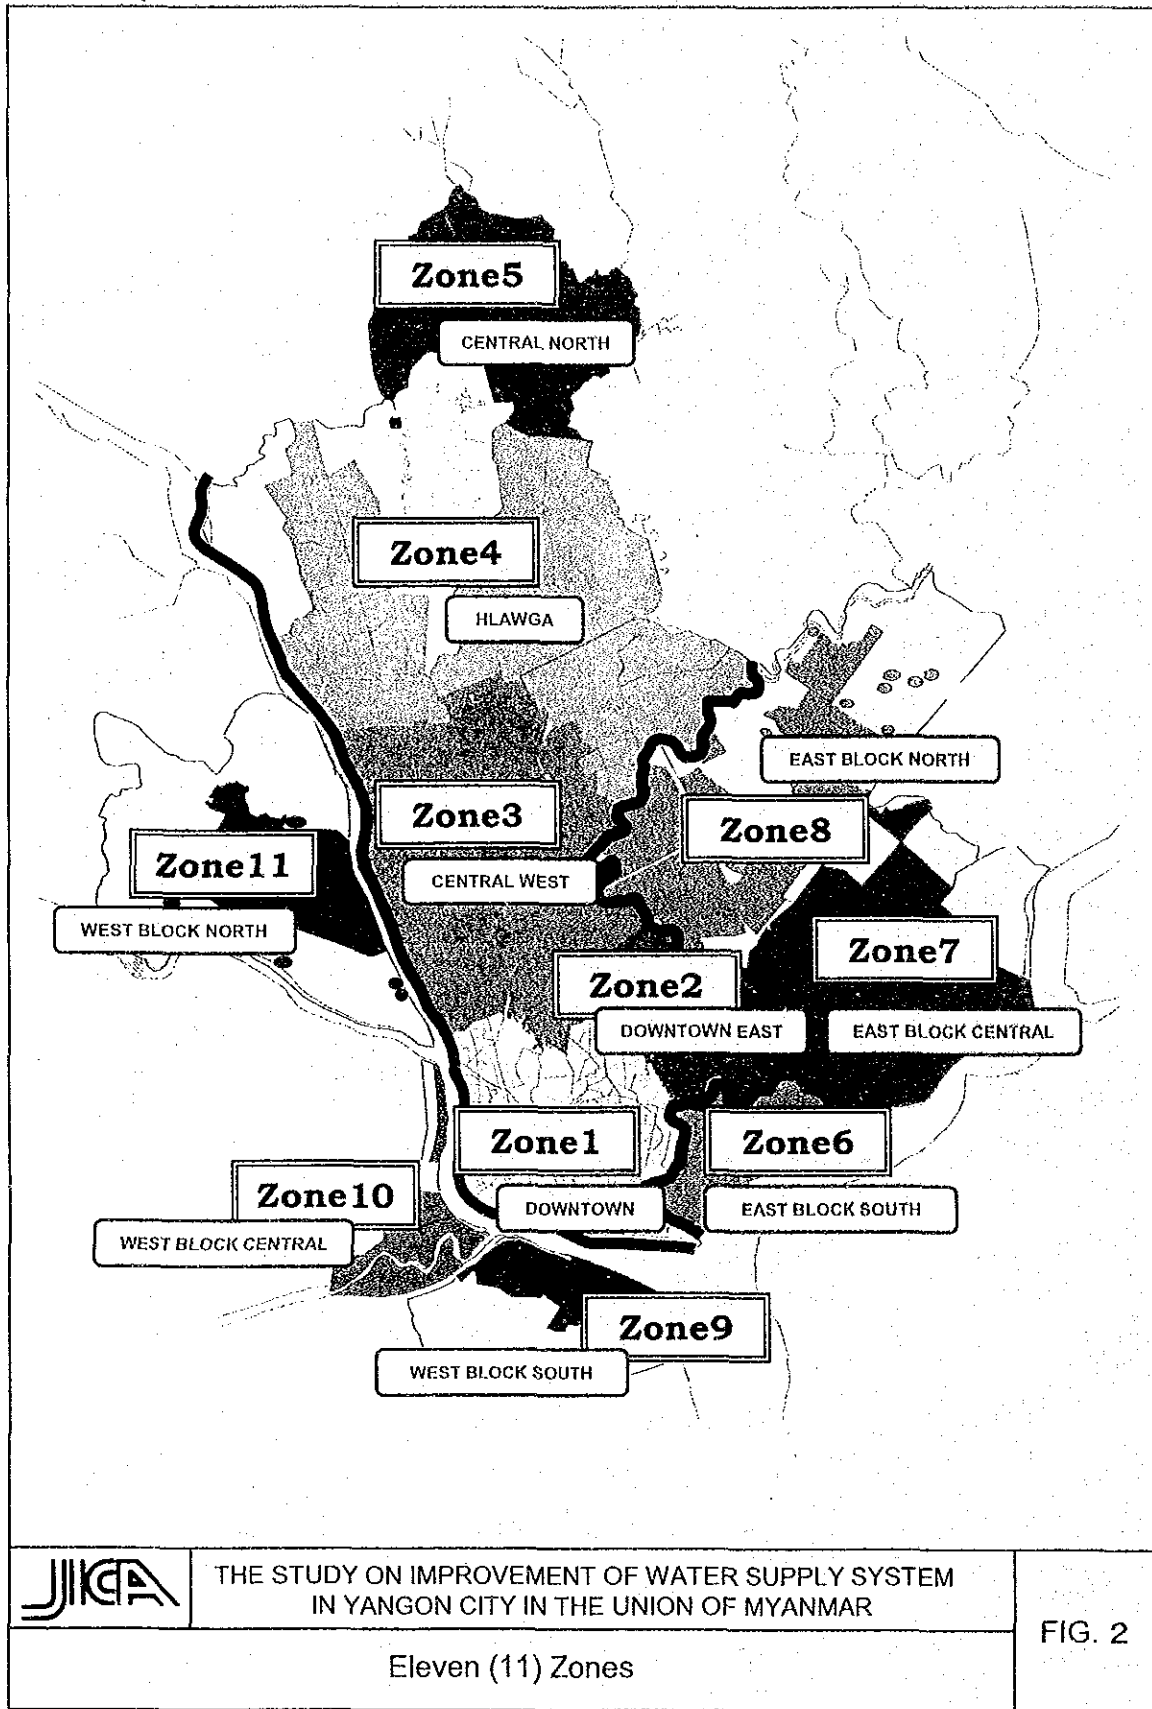 Zone5
CENTRAL NORTH
Zone4
HLAWGA
EAST BLOCK NORTH
Zone3
Zone8
Zone11
CENTRAL WEST
WEST BLOCK NORTH
Zone7
Zone2
DOWNTOWN EAST
EAST BLOCK CENTRAL
Zone1
Zone6
Zone10
DOWNTOWN
EAST BLOCK SOUTH
WEST BLOCK CENTRAL
Zone9
WEST BLOCK SOUTH
JICA
THE STUDY ON IMPROVEMENT OF WATER SUPPLY SYSTEM
IN YANGON CITY IN THE UNION OF MYANMAR
FIG. 2
Eleven (11) Zones